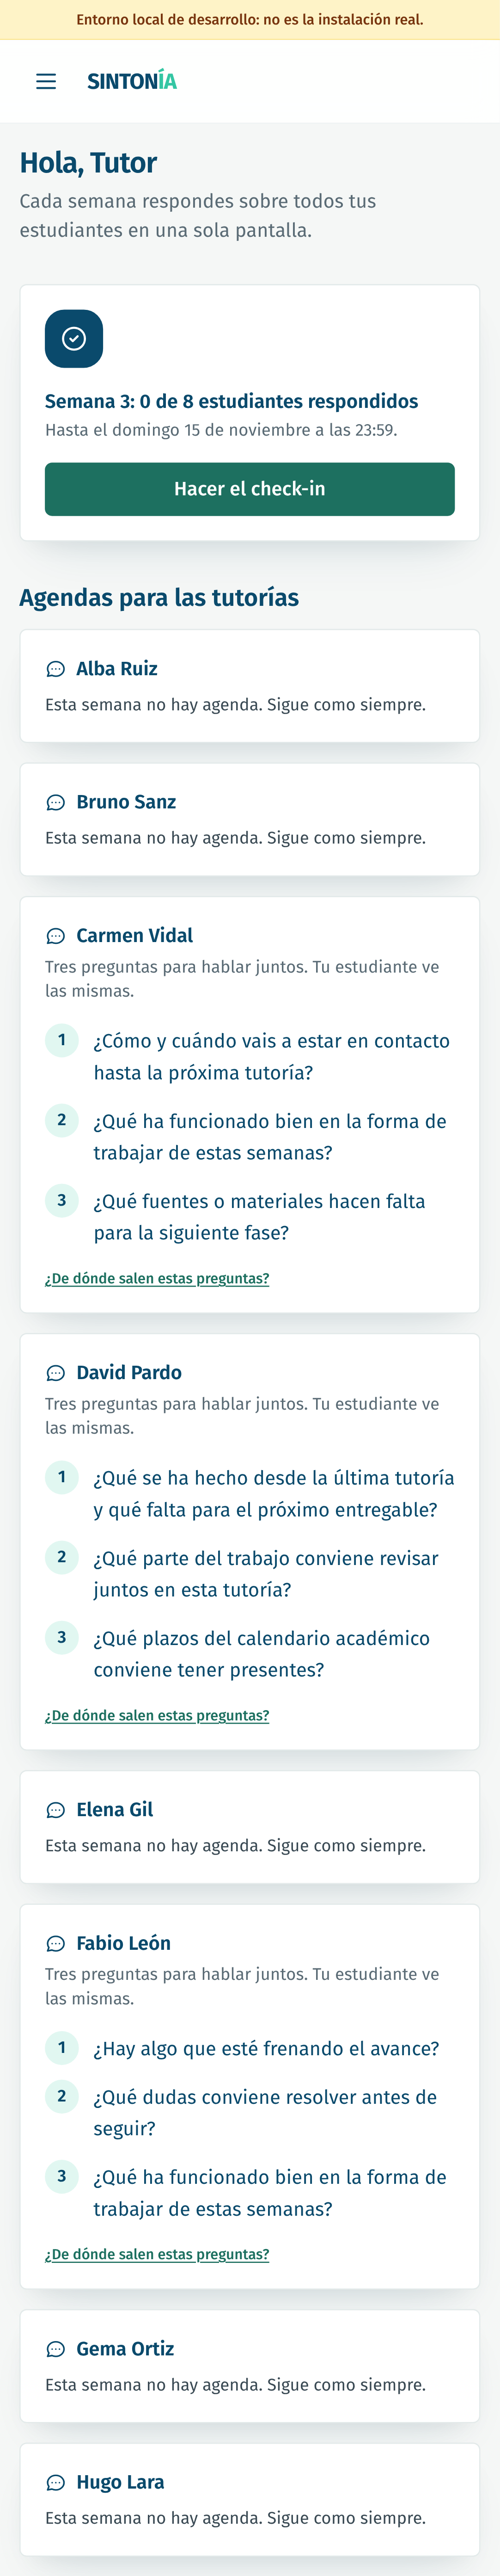 Entorno local de desarrollo: no es la instalación real.
SINTONÍA
Hola, Tutor
Cada semana respondes sobre todos tus
estudiantes en una sola pantalla.
Semana 3: 0 de 8 estudiantes respondidos
Hasta el domingo 15 de noviembre a las 23:59.
Hacer el check-in
Agendas para las tutorías
Alba Ruiz
Esta semana no hay agenda. Sigue como siempre.
Bruno Sanz
Esta semana no hay agenda. Sigue como siempre.
Carmen Vidal
Tres preguntas para hablar juntos. Tu estudiante ve
las mismas.
1 ¿Cómo y cuándo vais a estar en contacto
hasta la próxima tutoría?
2 ¿Qué ha funcionado bien en la forma de
trabajar de estas semanas?
3 ¿Qué fuentes o materiales hacen falta
para la siguiente fase?
¿De dónde salen estas preguntas?
David Pardo
Tres preguntas para hablar juntos. Tu estudiante ve
las mismas.
1 ¿Qué se ha hecho desde la última tutoría
y qué falta para el próximo entregable?
2 ¿Qué parte del trabajo conviene revisar
juntos en esta tutoría?
3 ¿Qué plazos del calendario académico
conviene tener presentes?
¿De dónde salen estas preguntas?
Elena Gil
Esta semana no hay agenda. Sigue como siempre.
Fabio León
Tres preguntas para hablar juntos. Tu estudiante ve
las mismas.
1 ¿Hay algo que esté frenando el avance?
2 ¿Qué dudas conviene resolver antes de
seguir?
3 ¿Qué ha funcionado bien en la forma de
trabajar de estas semanas?
¿De dónde salen estas preguntas?
Gema Ortiz
Esta semana no hay agenda. Sigue como siempre.
Hugo Lara
Esta semana no hay agenda. Sigue como siempre.